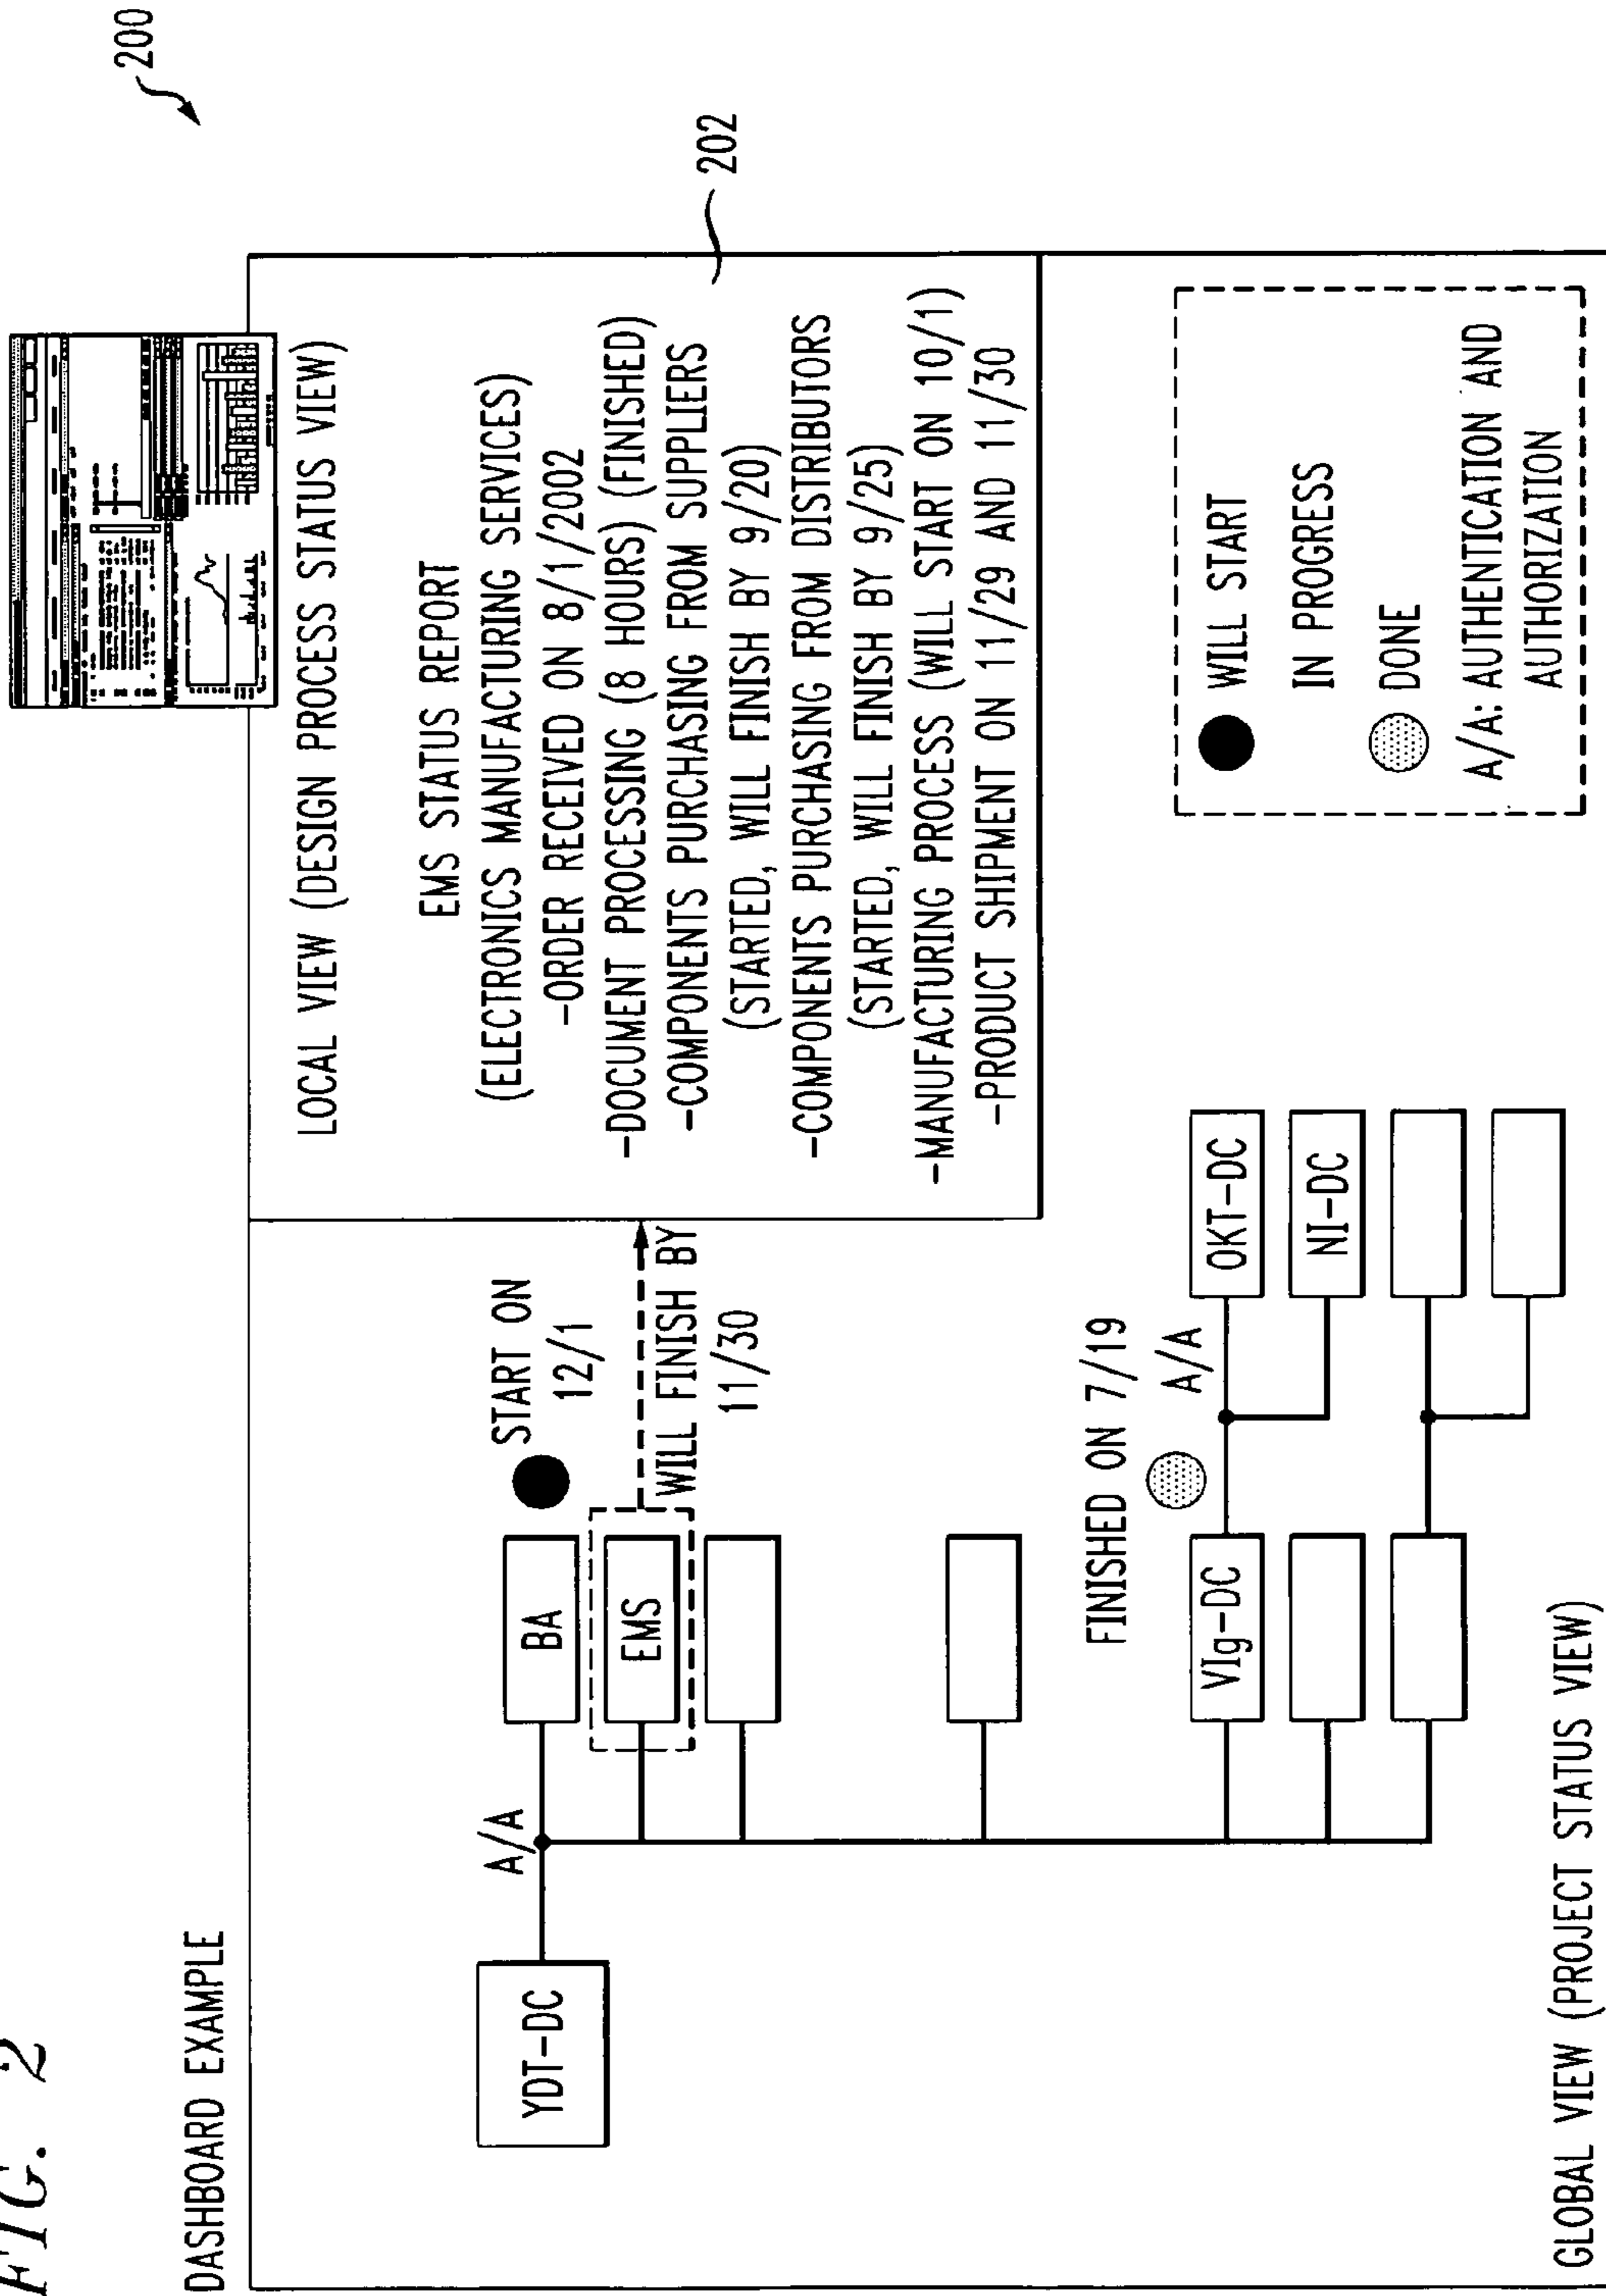 FIG. 2
200
DASHBOARD EXAMPLE
LOCAL VIEW (DESIGN PROCESS STATUS VIEW)
EMS STATUS REPORT
(ELECTRONICS MANUFACTURING SERVICES)
-ORDER RECEIVED ON 8/1/2002
-DOCUMENT PROCESSING (8 HOURS) (FINISHED)
-COMPONENTS PURCHASING FROM SUPPLIERS
(STARTED, WILL FINISH BY 9/20)
-COMPONENTS PURCHASING FROM DISTRIBUTORS
(STARTED, WILL FINISH BY 9/25)
-MANUFACTURING PROCESS (WILL START ON 10/1)
-PRODUCT SHIPMENT ON 11/29 AND 11/30
202
YDT-DC
A/A
BA
START ON
12/1
EMS
WILL FINISH BY
11/30
FINISHED ON 7/19
A/A
VIg-DC
OKT-DC
NI-DC
WILL START
IN PROGRESS
DONE
A/A: AUTHENTICATION AND
AUTHORIZATION
GLOBAL VIEW (PROJECT STATUS VIEW)